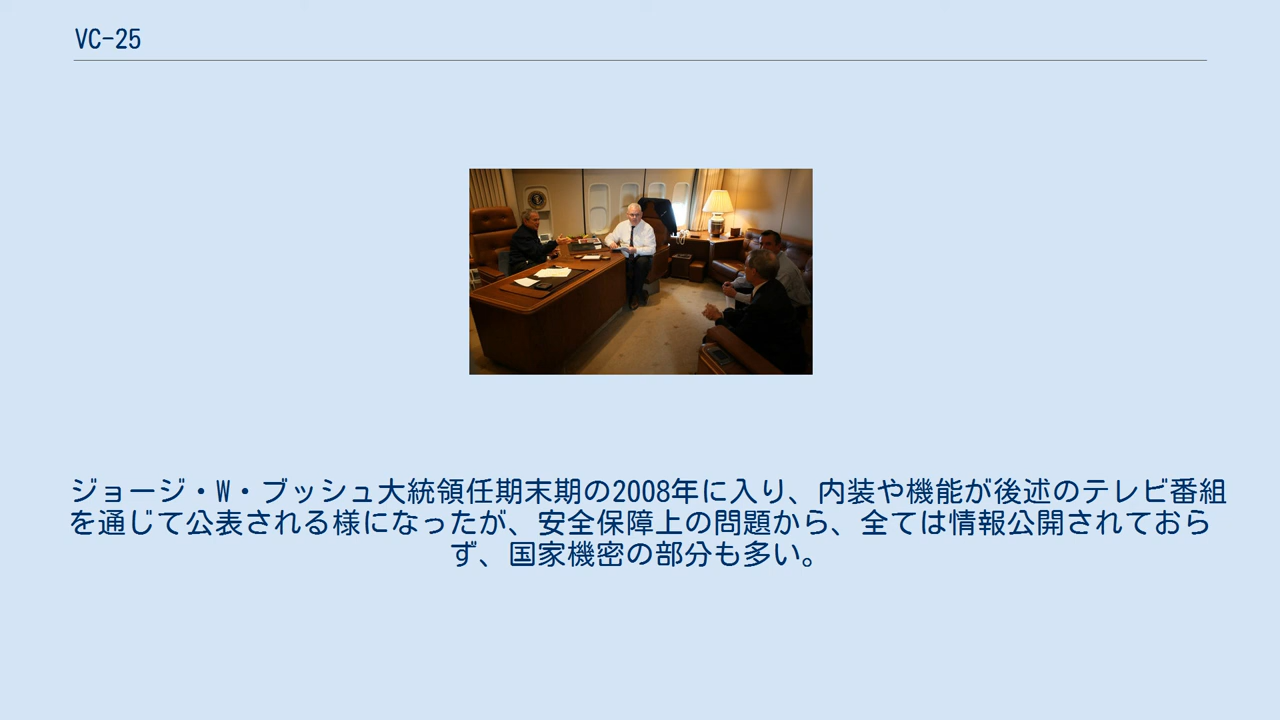 VC-25
ジョージ・W・ブッシュ大統領任期末期の2008年に入り、内装や機能が後述のテレビ番組
を通じて公表される様になったが、安全保障上の問題から、全ては情報公開されておら
ず、国家機密の部分も多い。